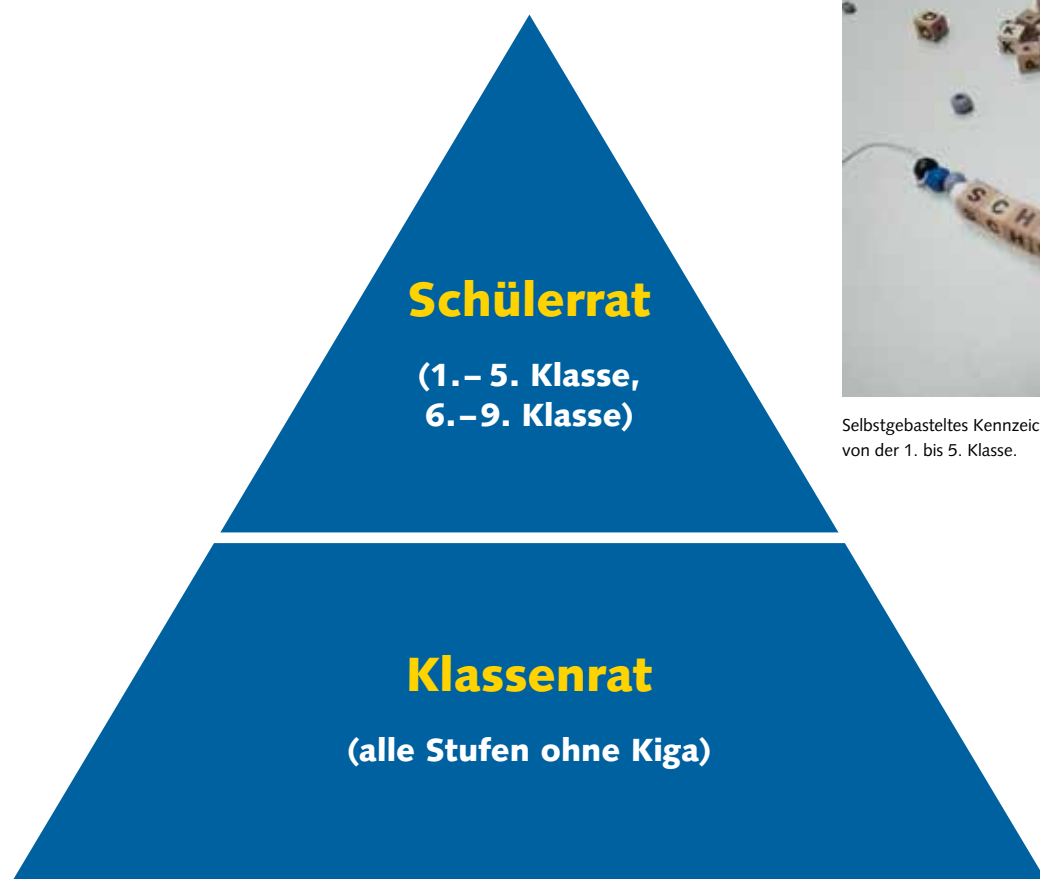 Schülerrat
(1.– 5. Klasse,
6.–9. Klasse)
Klassenrat
(alle Stufen ohne Kiga)
SCH
Selbstgebasteltes
von der 1. bis 5. Klasse.